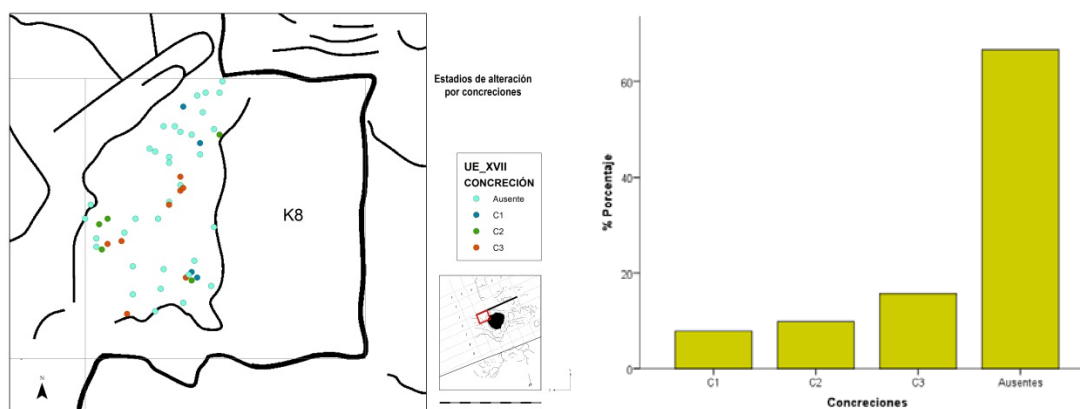 Estadios de alteración
por concreciones
UE_XVII
CONCRECIÓN
Ausente
C1
C2
C3
K8
N
% Porcentaje
60
40
20
0
C1
C2
C3
Ausentes
Concreciones